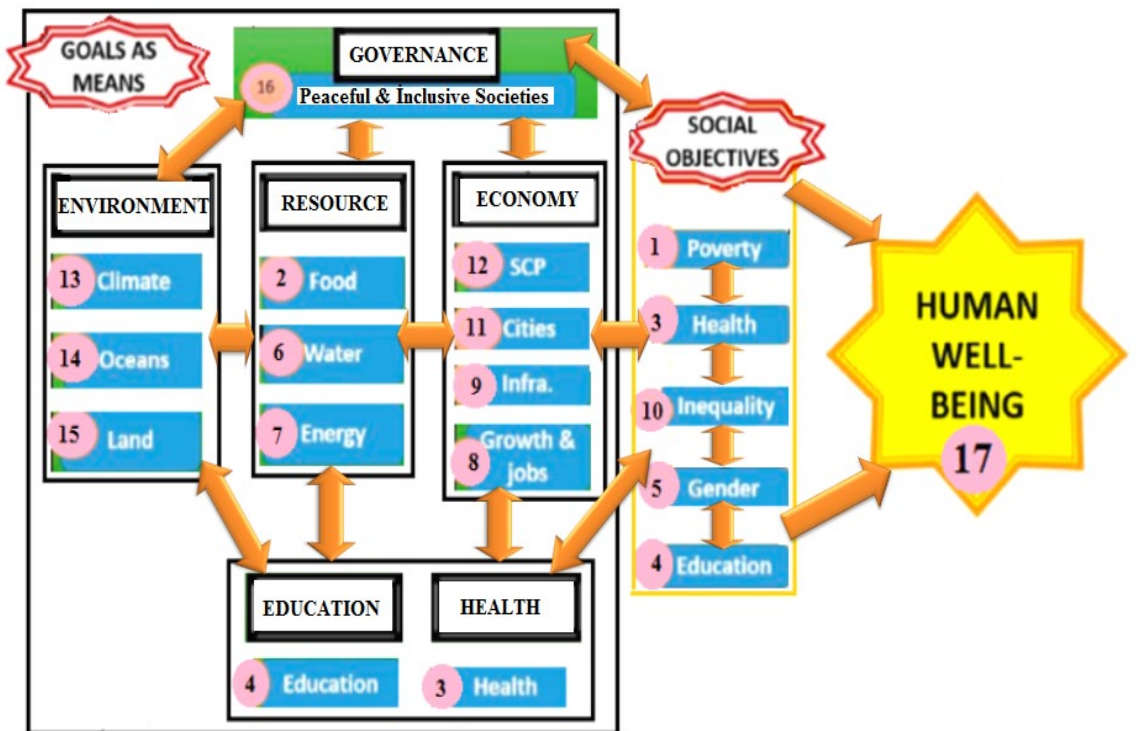 GOALS AS
MEANS
GOVERNANCE
16
Peaceful & İnclusive Societies
SOCIAL
OBJECTIVES
ENVIRONMENT
13 Climate
14 Oceans
15 Land
RESOURCE
2 Food
6 Water
7 Energy
ECONOMY
12 SCP
11 Cities
9 Infra.
8 Growth &
jobs
1 Poverty
3 Health
10 Inequality
5 Gender
4 Education
HUMAN
WELL-
BEING
17
EDUCATION
4 Education
HEALTH
3 Health